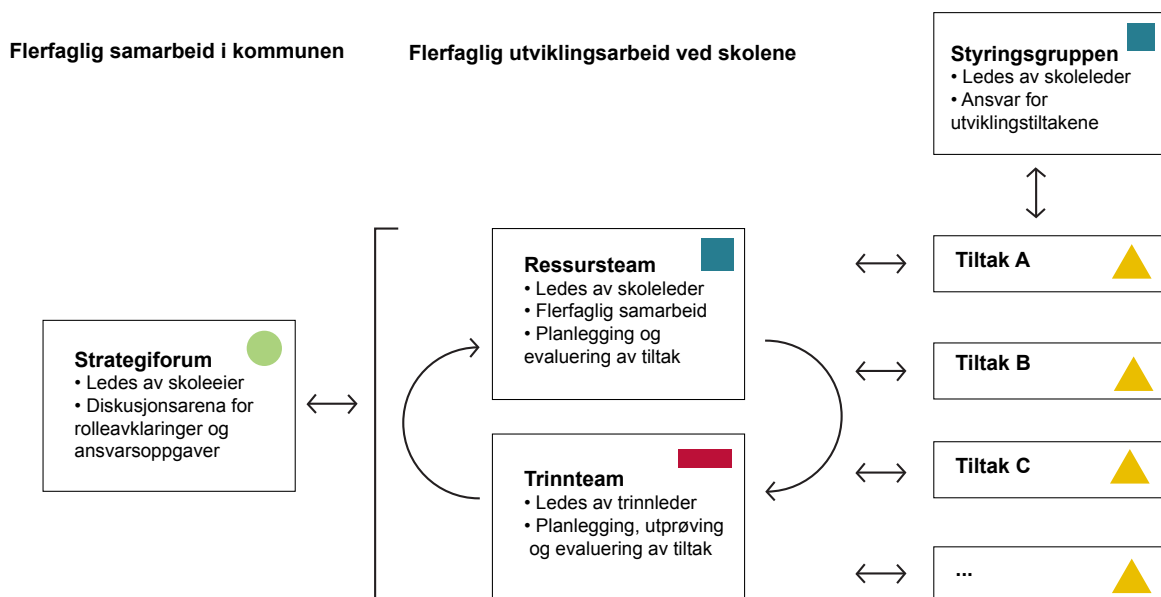 Flerfaglig samarbeid i kommunen
Flerfaglig utviklingsarbeid ved skolene
Styringsgruppen
• Ledes av skoleleder
• Ansvar for
utviklingstiltakene
Strategiforum
• Ledes av skoleeier
• Diskusjonsarena for
rolleavklaringer og
ansvarsoppgaver
Ressursteam
• Ledes av skoleleder
• Flerfaglig samarbeid
• Planlegging og
evaluering av tiltak
Trinnteam
• Ledes av trinnleder
• Planlegging, utprøving
og evaluering av tiltak
Tiltak A
Tiltak B
Tiltak C
...